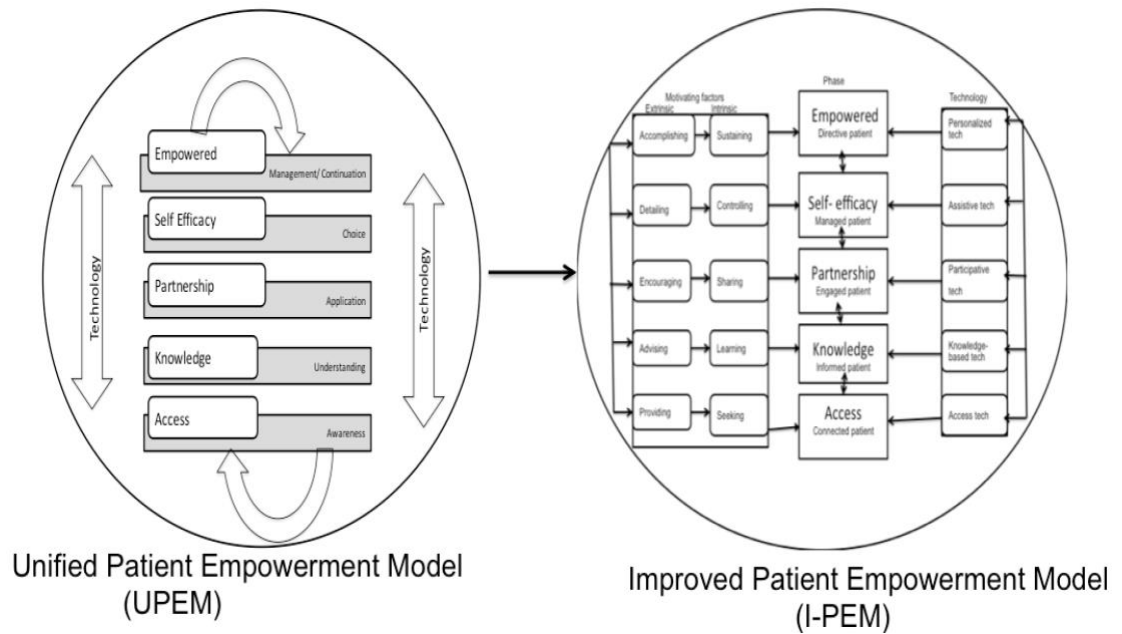 Technology
Empowered
Management/ Continuation
Self Efficacy
Choice
Partnership
Application
Knowledge
Understanding
Access
Awareness
Technology
Unified Patient Empowerment Model
(UPEM)
Phase
Motivating factors
Extrinsic
Intrinsic
Technology
Accomplishing
Sustaining
Empowered
Directive patient
Personalized
tech
Detailing
Controlling
Self- efficacy
Managed patient
Assistive tech
Encouraging
Sharing
Partnership
Engaged patient
Participative
tech
Advising
Learning
Knowledge
Informed patient
Knowledge-
based tech
Providing
Seeking
Access
Connected patient
Access tech
Improved Patient Empowerment Model
(I-PEM)